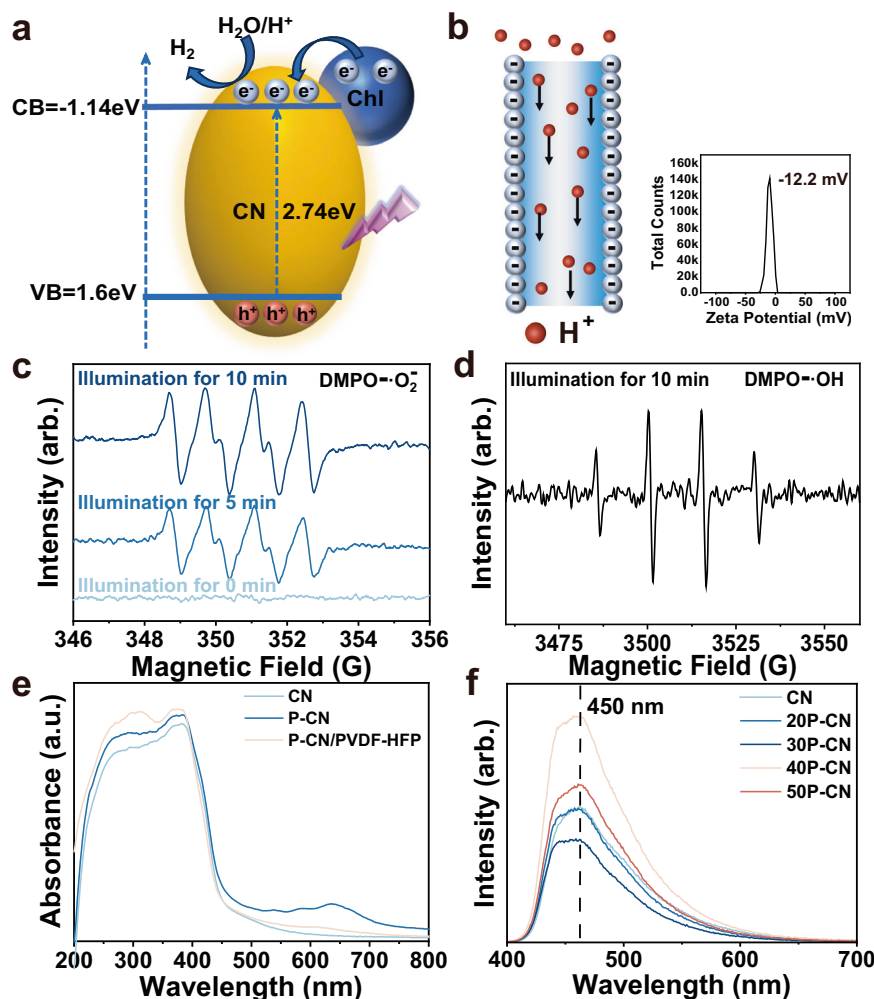 a
H₂O/H⁺
H₂
e⁻ e⁻
e⁻ e⁻ e⁻
Chl
CB=-1.14eV
CN 2.74eV
VB=1.6eV
h⁺ h⁺ h⁺
b
H⁺
160k
140k
120k
100k
80k
60k
40k
20k
0.0
Total Counts
-12.2 mV
-100 -50 0 50 100
Zeta Potential (mV)
c
Illumination for 10 min
DMPO-·O₂⁻
Illumination for 5 min
Illumination for 0 min
Intensity (arb.)
346 348 350 352 354 356
Magnetic Field (G)
d
Illumination for 10 min
DMPO-·OH
Intensity (arb.)
3475 3500 3525 3550
Magnetic Field (G)
e
CN
P-CN
P-CN/PVDF-HFP
Absorbance (a.u.)
200 300 400 500 600 700 800
Wavelength (nm)
f
450 nm
CN
20P-CN
30P-CN
40P-CN
50P-CN
Intensity (arb.)
400 500 600 700
Wavelength (nm)